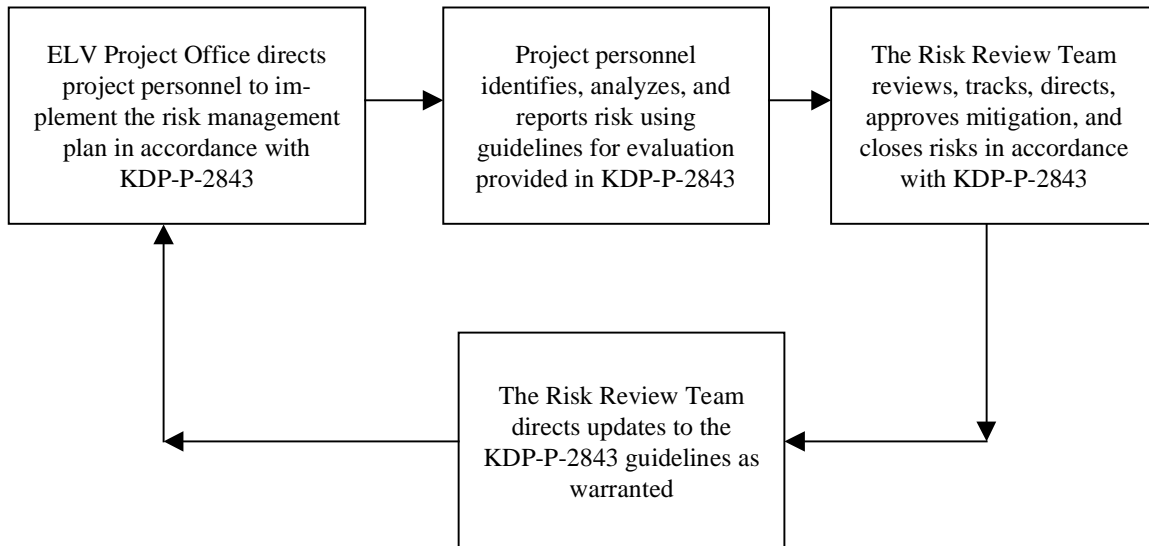 ELV Project Office directs
project personnel to im-
plement the risk management
plan in accordance with
KDP-P-2843
Project personnel
identifies, analyzes, and
reports risk using
guidelines for evaluation
provided in KDP-P-2843
The Risk Review Team
reviews, tracks, directs,
approves mitigation, and
closes risks in accordance
with KDP-P-2843
The Risk Review Team
directs updates to the
KDP-P-2843 guidelines as
warranted